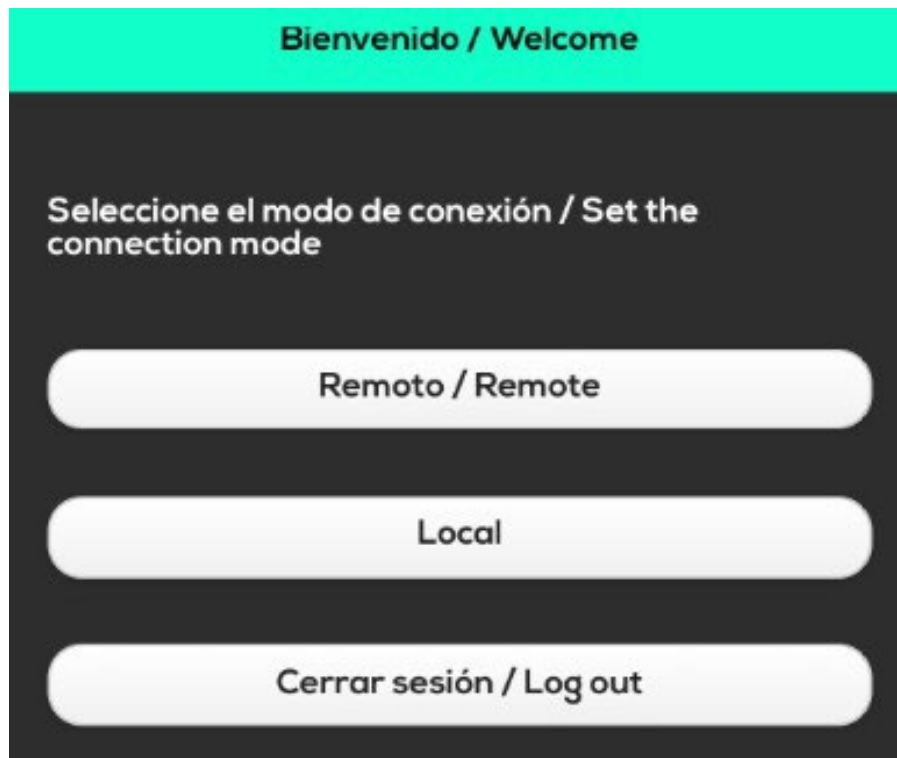 Bienvenido / Welcome
Seleccione el modo de conexión / Set the
connection mode
Remoto / Remote
Local
Cerrar sesión / Log out